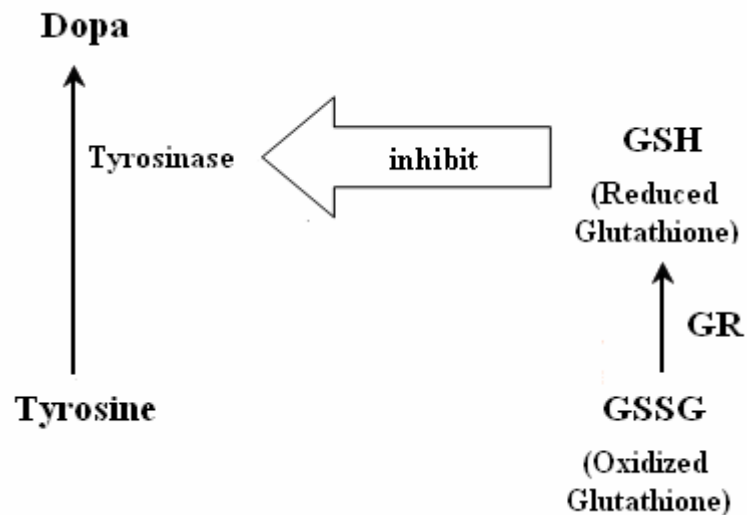 Dopa
Tyrosinase
inhibit
GSH
(Reduced
Glutathione)
GR
Tyrosine
GSSG
(Oxidized
Glutathione)